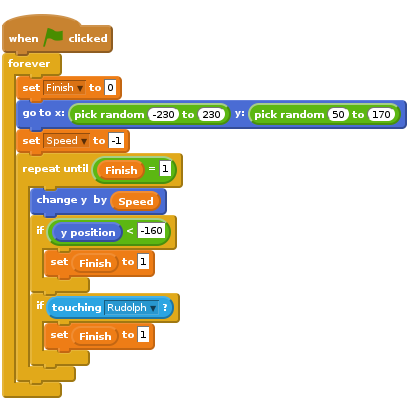 when clicked
forever
set Finish to 0
go to x: pick random -230 to 230 y: pick random 50 to 170
set Speed to -1
repeat until Finish = 1
change y by Speed
if y position < -160
set Finish to 1
if touching Rudolph ?
set Finish to 1